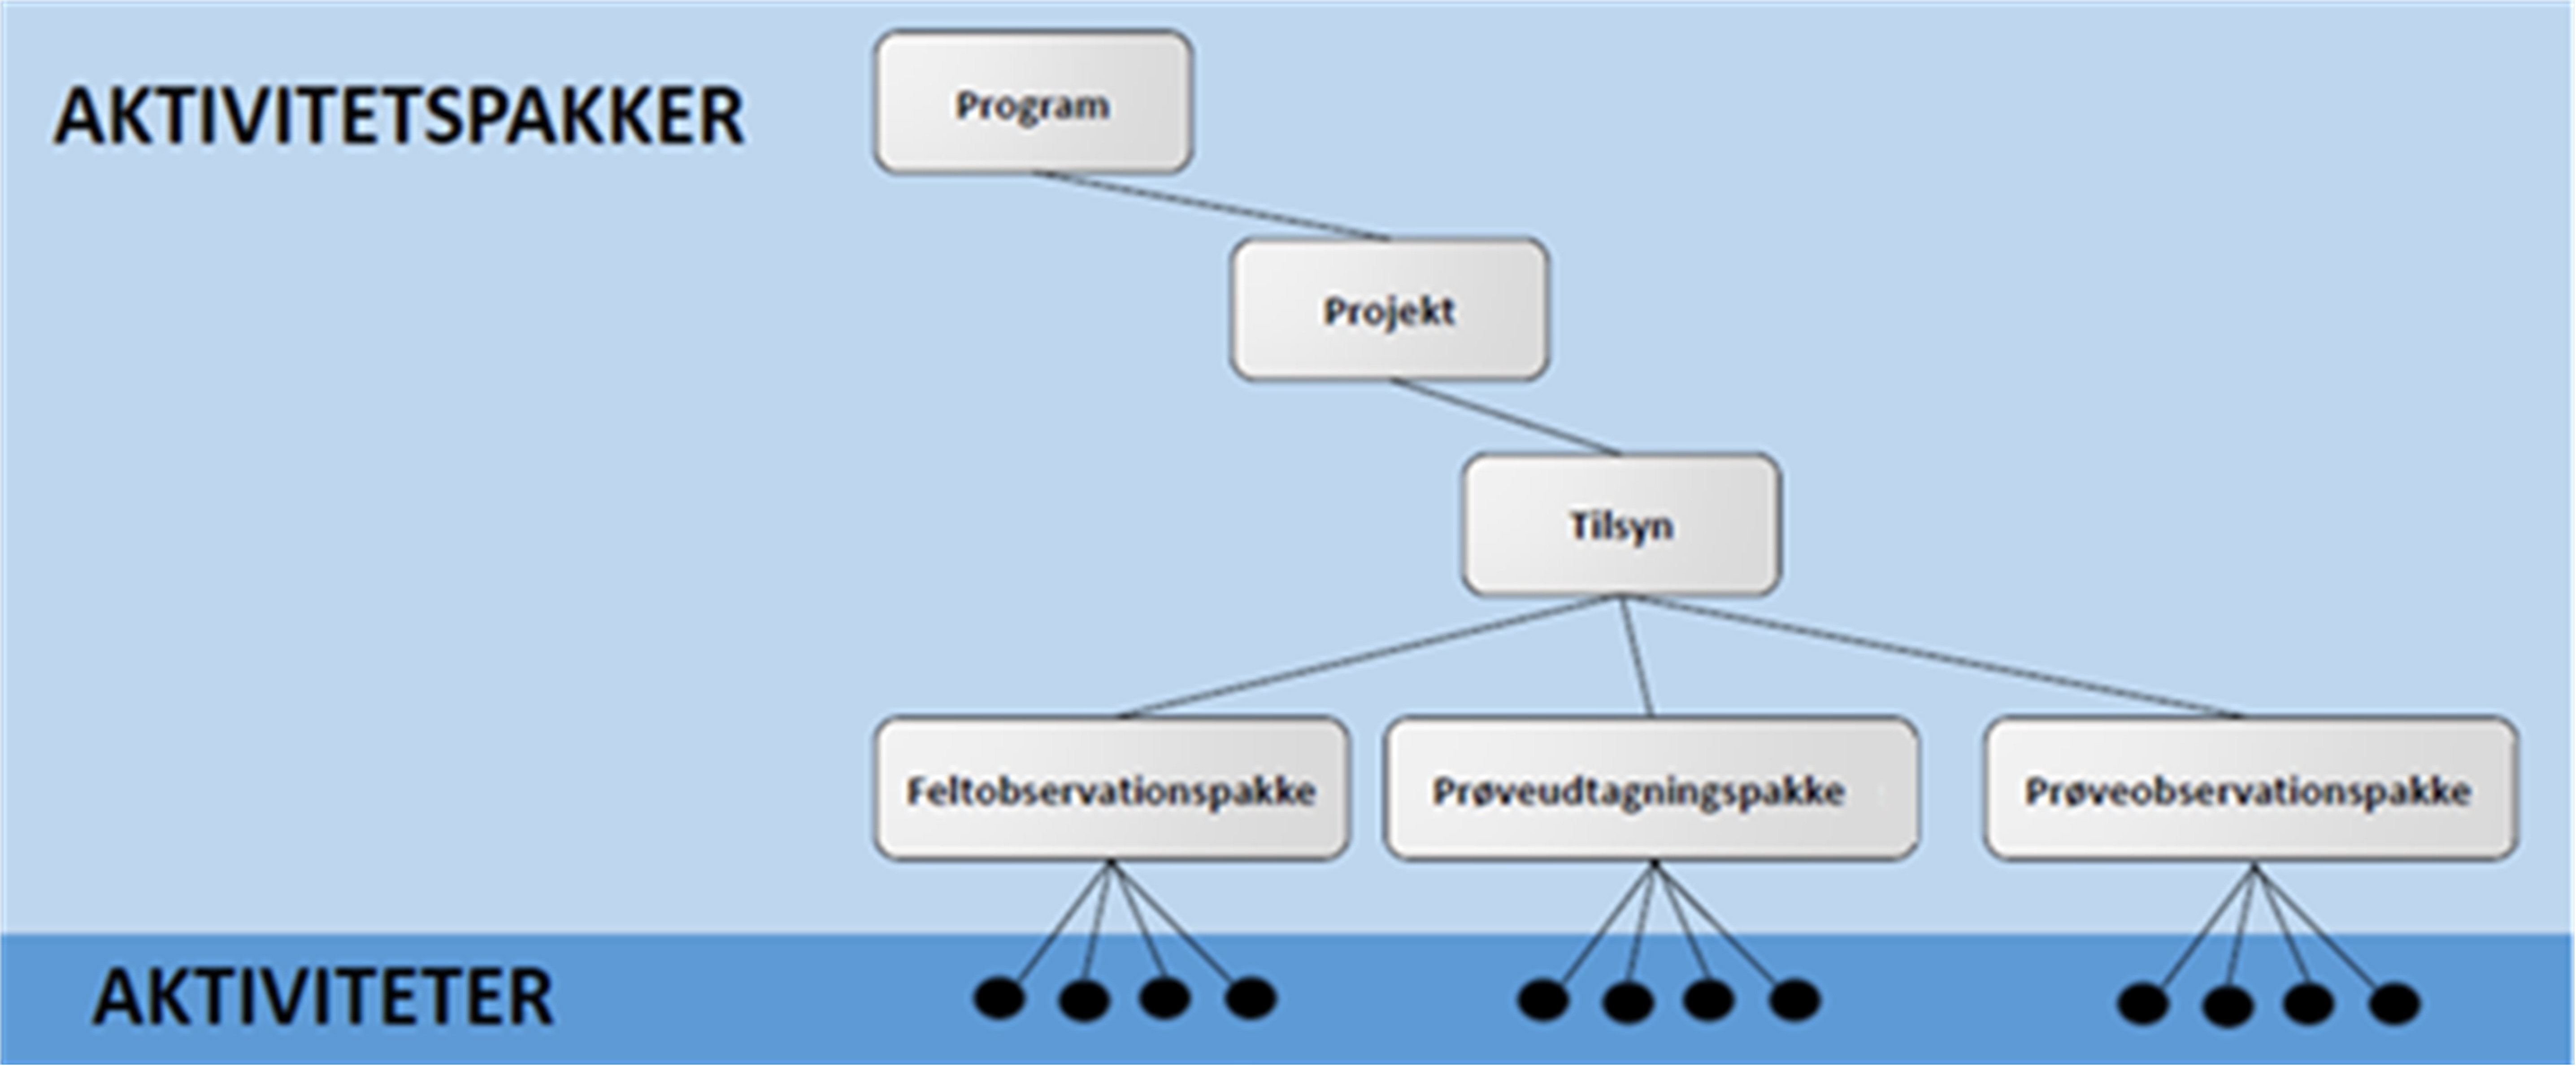 AKTIVITETSPAKKER
Program
Projekt
Tilsyn
Feltobservationspakke
Prøveudtagningspakke
Prøveobservationspakke
AKTIVITETER